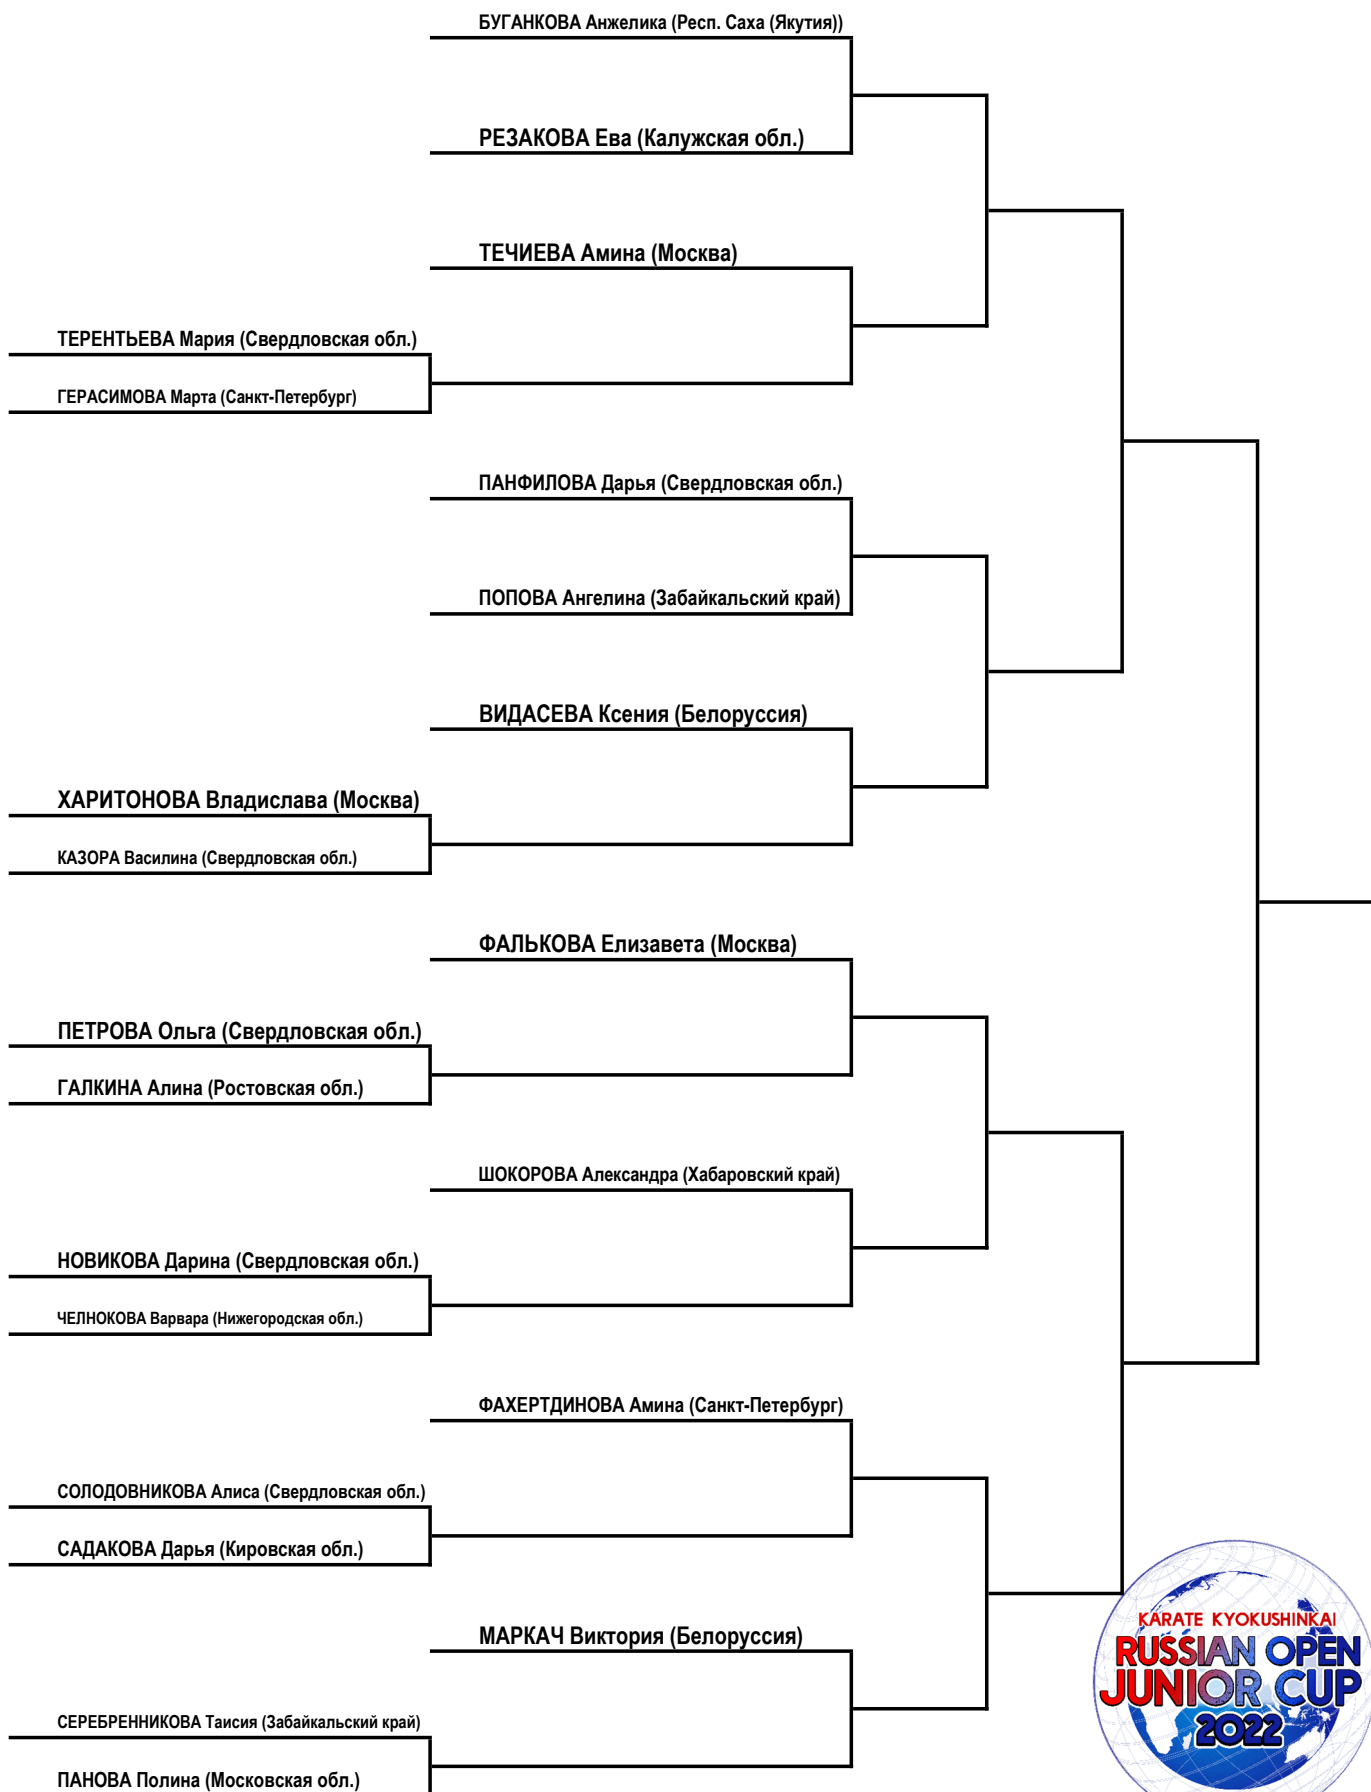 БУГАНКОВА Анжелика (Респ. Саха (Якутия))
РЕЗАКОВА Ева (Калужская обл.)
ТЕЧИЕВА Амина (Москва)
ТЕРЕНТЬЕВА Мария (Свердловская обл.)
ГЕРАСИМОВА Марта (Санкт-Петербург)
ПАНФИЛОВА Дарья (Свердловская обл.)
ПОПОВА Ангелина (Забайкальский край)
ВИДАСЕВА Ксения (Белоруссия)
ХАРИТОНОВА Владислава (Москва)
КАЗОРА Василина (Свердловская обл.)
ФАЛЬКОВА Елизавета (Москва)
ПЕТРОВА Ольга (Свердловская обл.)
ГАЛКИНА Алина (Ростовская обл.)
ШОКОРОВА Александра (Хабаровский край)
НОВИКОВА Дарина (Свердловская обл.)
ЧЕЛНОКОВА Варвара (Нижегородская обл.)
ФАХЕРТДИНОВА Амина (Санкт-Петербург)
СОЛОДОВНИКОВА Алиса (Свердловская обл.)
САДАКОВА Дарья (Кировская обл.)
МАРКАЧ Виктория (Белоруссия)
СЕРЕБРЕННИКОВА Таисия (Забайкальский край)
ПАНОВА Полина (Московская обл.)
KARATE KYOKUSHINKAI
RUSSIAN OPEN
JUNIOR CUP
2022